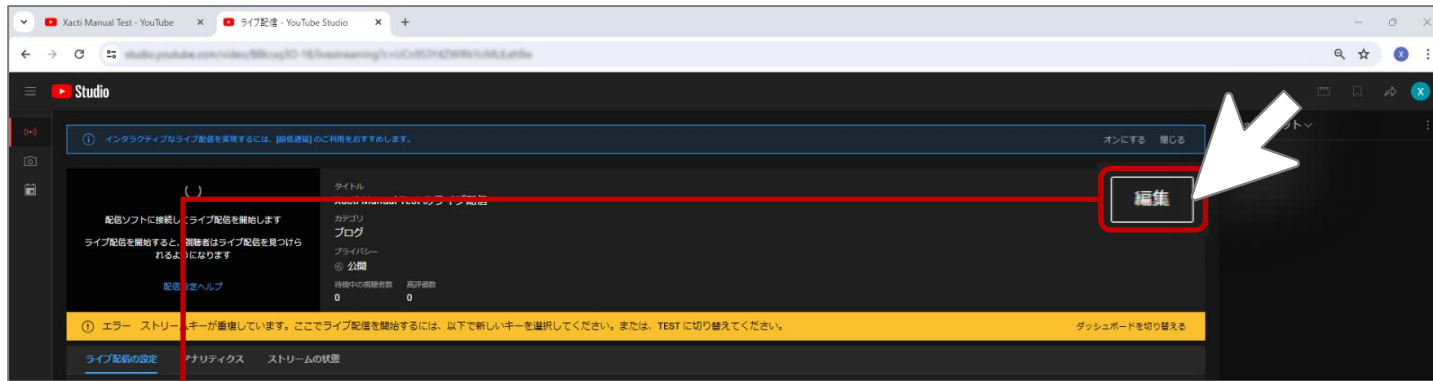 Xacti Manual Test - YouTube
ライブ配信 - YouTube Studio
Studio
インタラクティブなライブ配信を実現するには、[超低遅延] のご利用をおすすめします。
オンにする 閉じる
編集
タイトル
Xacti Manual Test のライブ配信
カテゴリ
ブログ
プライバシー
公開
待機中の視聴者数 高評価数
0 0
配信ソフトに接続してライブ配信を開始します
ライブ配信を開始すると、視聴者はライブ配信を見つけら
れるようになります
配信設定ヘルプ
エラー ストリームキーが重複しています。ここでライブ配信を開始するには、以下で新しいキーを選択してください。または、TEST に切り替えてください。
ダッシュボードを切り替える
ライブ配信の設定 アナリティクス ストリームの状態